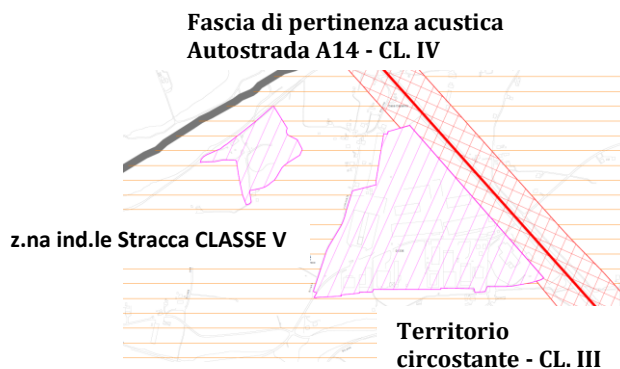 Fascia di pertinenza acustica
Autostrada A14 - CL. IV
z.na ind.le Stracca CLASSE V
Territorio
circostante - CL. III